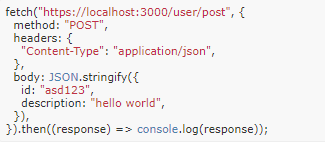 fetch("https://localhost:3000/user/post", {
  method: "POST",
  headers: {
    "Content-Type": "application/json",
  },
  body: JSON.stringify({
    id: "asd123",
    description: "hello world",
  }),
}).then((response) => console.log(response));